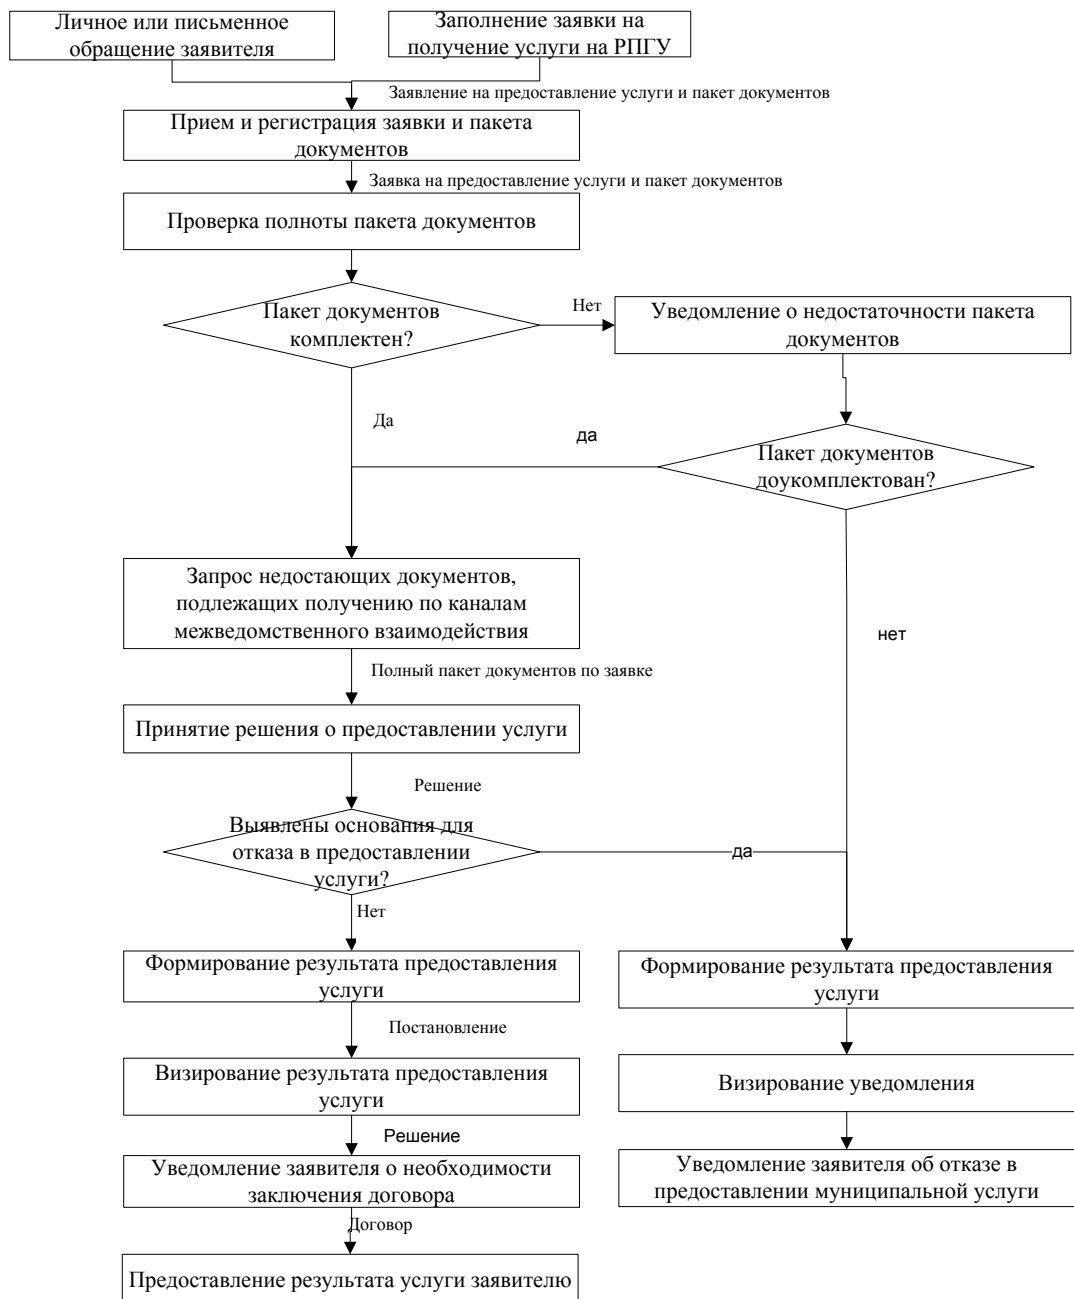 Личное или письменное
обращение заявителя
Заполнение заявки на
получение услуги на РПГУ
Заявление на предоставление услуги и пакет документов
Прием и регистрация заявки и пакета
документов
Заявка на предоставление услуги и пакет документов
Проверка полноты пакета документов
Пакет документов
комплектен?
Нет
Уведомление о недостаточности пакета
документов
Да
да
Пакет документов
доукомплектован?
Запрос недостающих документов,
подлежащих получению по каналам
межведомственного взаимодействия
нет
Полный пакет документов по заявке
Принятие решения о предоставлении услуги
Решение
Выявлены основания для
отказа в предоставлении
услуги?
да
Нет
Формирование результата предоставления
услуги
Формирование результата предоставления
услуги
Постановление
Визирование результата предоставления
услуги
Визирование уведомления
Решение
Уведомление заявителя о необходимости
заключения договора
Уведомление заявителя об отказе в
предоставлении муниципальной услуги
Договор
Предоставление результата услуги заявителю